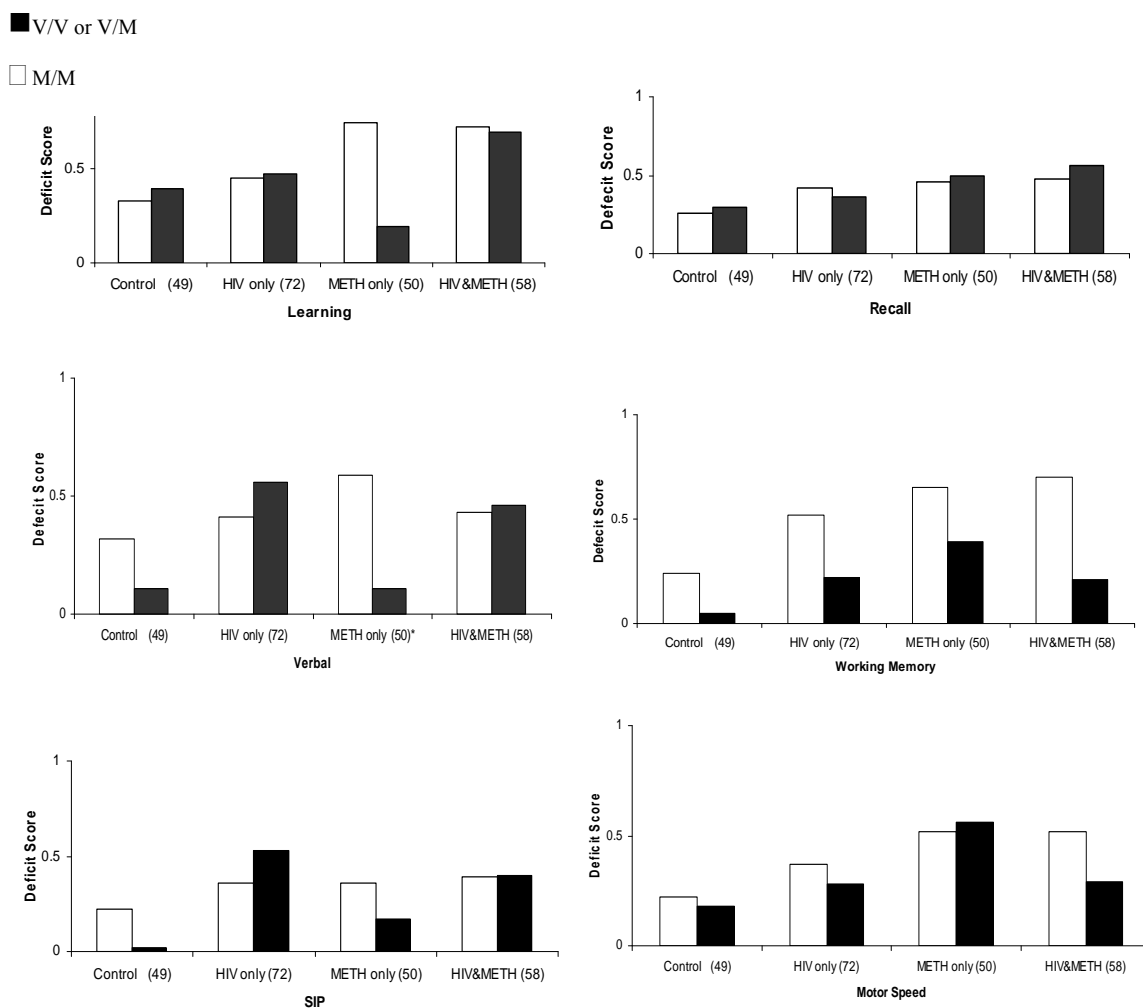 V/V or V/M
M/M
Deficit Score
0.5
0
Control (49) HIV only (72) METH only (50) HIV&METH (58)
Learning
Defecit Score
1
0.5
0
Control (49) HIV only (72) METH only (50) HIV&METH (58)
Recall
Defecit Score
1
0.5
0
Control (49) HIV only (72) METH only (50)* HIV&METH (58)
Verbal
Defecit Score
1
0.5
0
Control (49) HIV only (72) METH only (50) HIV&METH (58)
Working Memory
Deficit Score
1
0.5
0
Control (49) HIV only (72) METH only (50) HIV&METH (58)
SIP
Deficit Score
1
0.5
0
Control (49) HIV only (72) METH only (50) HIV&METH (58)
Motor Speed